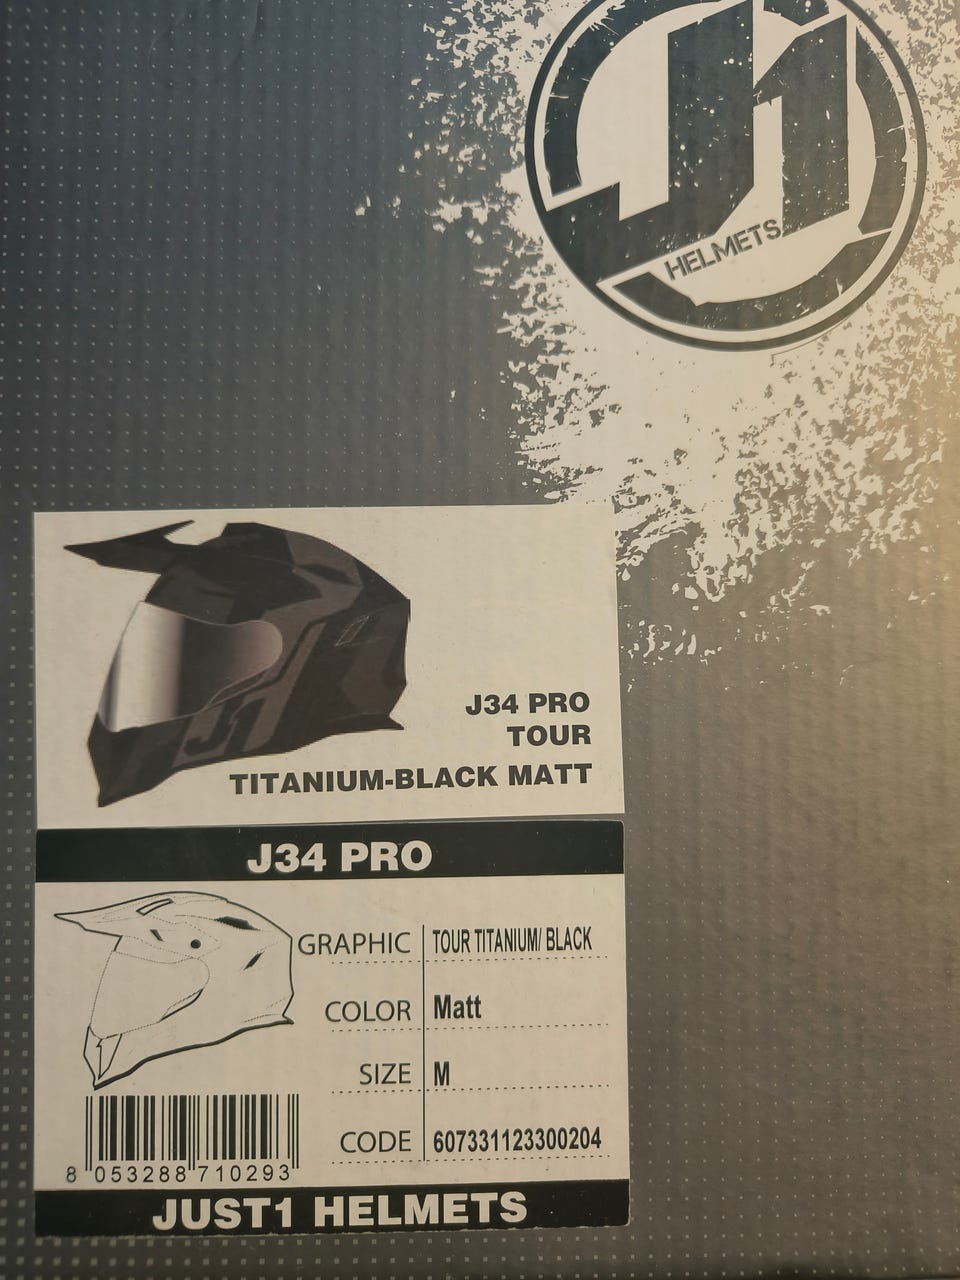 J1
HELMETS
J34 PRO
TOUR
TITANIUM-BLACK MATT
J34 PRO
GRAPHIC TOUR TITANIUM/ BLACK
COLOR Matt
SIZE M
CODE 607331123300204
8 053288 710293
JUST1 HELMETS